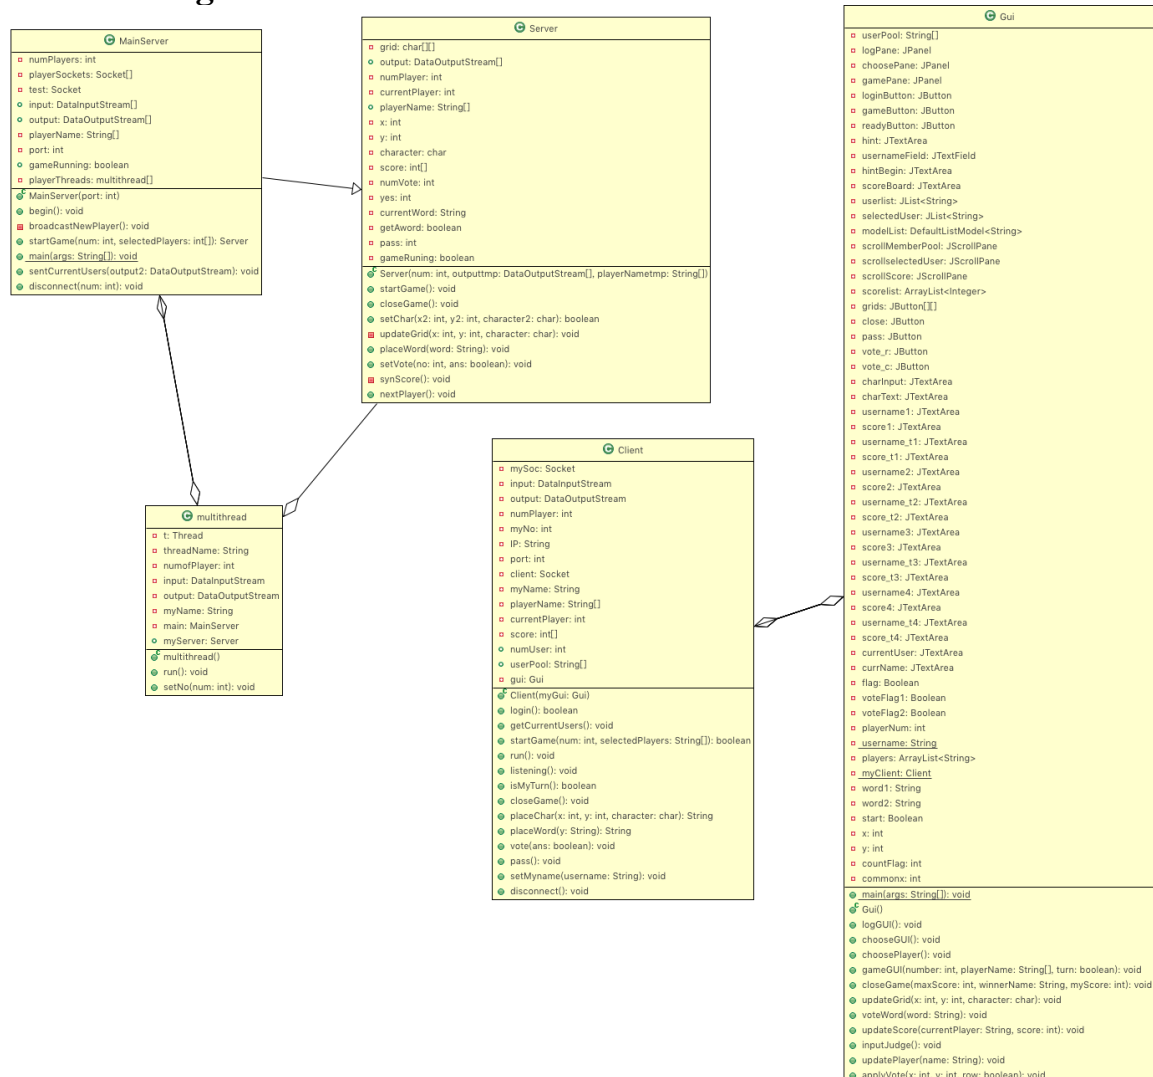 MainServer
numPlayers: int
playerSockets: Socket[]
test: Socket
input: DataInputStream[]
output: DataOutputStream[]
playerName: String[]
port: int
gameRunning: boolean
playerThreads: multithread[]
MainServer(port: int)
begin(): void
broadcastNewPlayer(): void
startGame(num: int, selectedPlayers: int[]): Server
main(args: String[]): void
sentCurrentUsers(output2: DataOutputStream): void
disconnect(num: int): void
Server
grid: char[][]
output: DataOutputStream[]
numPlayer: int
currentPlayer: int
playerName: String[]
x: int
y: int
character: char
score: int[]
numVote: int
yes: int
currentWord: String
getAword: boolean
pass: int
gameRuning: boolean
Server(num: int, outputtmp: DataOutputStream[], playerNametmp: String[])
startGame(): void
closeGame(): void
setChar(x2: int, y2: int, character2: char): boolean
updateGrid(x: int, y: int, character: char): void
placeWord(word: String): void
setVote(no: int, ans: boolean): void
synScore(): void
nextPlayer(): void
multithread
t: Thread
threadName: String
numofPlayer: int
input: DataInputStream
output: DataOutputStream
myName: String
main: MainServer
myServer: Server
multithread()
run(): void
setNo(num: int): void
Client
mySoc: Socket
input: DataInputStream
output: DataOutputStream
numPlayer: int
myNo: int
IP: String
port: int
client: Socket
myName: String
playerName: String[]
currentPlayer: int
score: int[]
numUser: int
userPool: String[]
gui: Gui
Client(myGui: Gui)
login(): boolean
getCurrentUsers(): void
startGame(num: int, selectedPlayers: String[]): boolean
run(): void
listening(): void
isMyTurn(): boolean
closeGame(): void
placeChar(x: int, y: int, character: char): String
placeWord(y: String): String
vote(ans: boolean): void
pass(): void
setMyname(username: String): void
disconnect(): void
Gui
userPool: String[]
logPane: JPanel
choosePane: JPanel
gamePane: JPanel
loginButton: JButton
gameButton: JButton
readyButton: JButton
hint: JTextArea
usernameField: JTextField
hintBegin: JTextArea
scoreBoard: JTextArea
userlist: JList<String>
selectedUser: JList<String>
modelList: DefaultListModel<String>
scrollMemberPool: JScrollPane
scrollselectedUser: JScrollPane
scrollScore: JScrollPane
scorelist: ArrayList<Integer>
grids: JButton[][]
close: JButton
pass: JButton
vote_r: JButton
vote_c: JButton
charInput: JTextArea
charText: JTextArea
username1: JTextArea
score1: JTextArea
username_t1: JTextArea
score_t1: JTextArea
username2: JTextArea
score2: JTextArea
username_t2: JTextArea
score_t2: JTextArea
username3: JTextArea
score3: JTextArea
username_t3: JTextArea
score_t3: JTextArea
username4: JTextArea
score4: JTextArea
username_t4: JTextArea
score_t4: JTextArea
currentUser: JTextArea
currName: JTextArea
flag: Boolean
voteFlag1: Boolean
voteFlag2: Boolean
playerNum: int
username: String
players: ArrayList<String>
myClient: Client
word1: String
word2: String
start: Boolean
x: int
y: int
countFlag: int
commonx: int
main(args: String[]): void
Gui()
logGUI(): void
chooseGUI(): void
choosePlayer(): void
gameGUI(number: int, playerName: String[], turn: boolean): void
closeGame(maxScore: int, winnerName: String, myScore: int): void
updateGrid(x: int, y: int, character: char): void
voteWord(word: String): void
updateScore(currentPlayer: String, score: int): void
inputJudge(): void
updatePlayer(name: String): void
applyVote(x: int, y: int, row: boolean): void